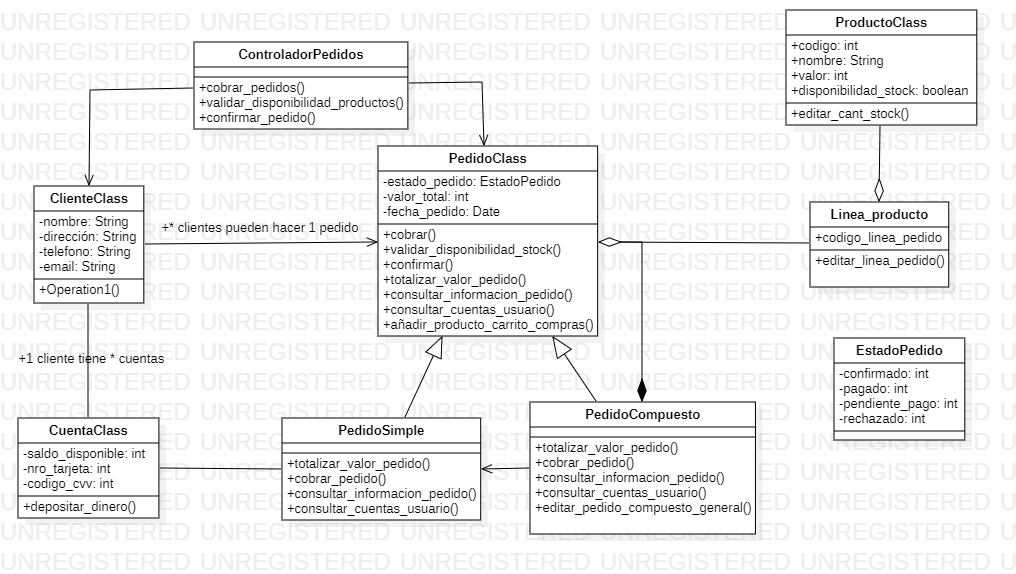 ControladorPedidos
+cobrar_pedidos()
+validar_disponibilidad_productos()
+confirmar_pedido()
ProductoClass
+codigo: int
+nombre: String
+valor: int
+disponibilidad_stock: boolean
+editar_cant_stock()
PedidoClass
-estado_pedido: EstadoPedido
-valor_total: int
-fecha_pedido: Date
+cobrar()
+validar_disponibilidad_stock()
+confirmar()
+totalizar_valor_pedido()
+consultar_informacion_pedido()
+consultar_cuentas_usuario()
+añadir_producto_carrito_compras()
ClienteClass
-nombre: String
-dirección: String
-telefono: String
-email: String
+Operation1()
+* clientes pueden hacer 1 pedido
Linea_producto
+codigo_linea_pedido
+editar_linea_pedido()
+1 cliente tiene * cuentas
EstadoPedido
-confirmado: int
-pagado: int
-pendiente_pago: int
-rechazado: int
CuentaClass
-saldo_disponible: int
-nro_tarjeta: int
-codigo_cvv: int
+depositar_dinero()
PedidoSimple
+totalizar_valor_pedido()
+cobrar_pedido()
+consultar_informacion_pedido()
+consultar_cuentas_usuario()
PedidoCompuesto
+totalizar_valor_pedido()
+cobrar_pedido()
+consultar_informacion_pedido()
+consultar_cuentas_usuario()
+editar_pedido_compuesto_general()
UNREGISTERED